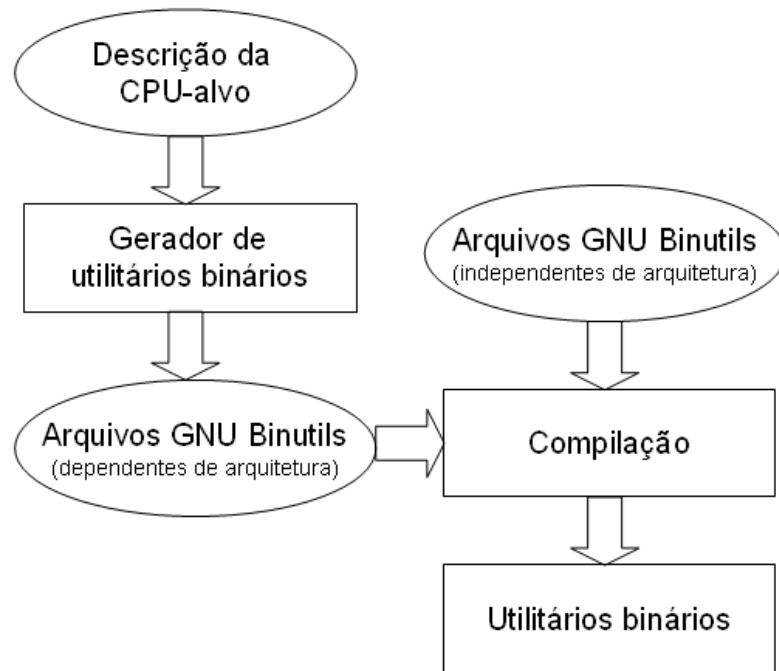 Descrição da
CPU-alvo
Gerador de
utilitários binários
Arquivos GNU Binutils
(independentes de arquitetura)
Arquivos GNU Binutils
(dependentes de arquitetura)
Compilação
Utilitários binários